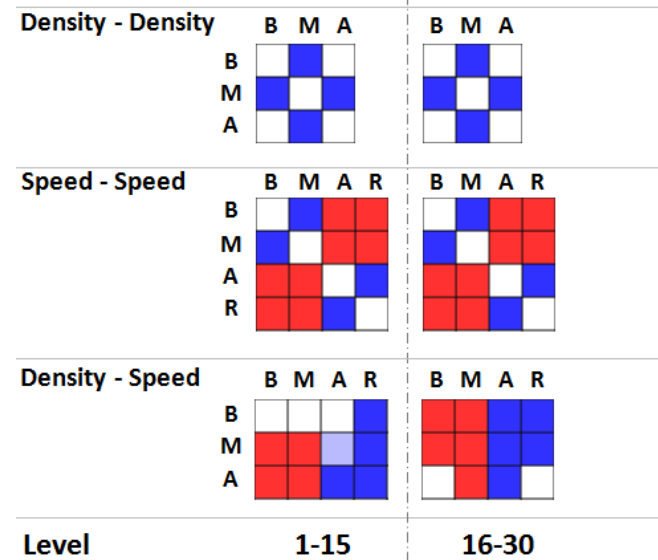 Density - Density B M A B M A
B
M
A
Speed - Speed B M A R B M A R
B
M
A
R
Density - Speed B M A R B M A R
B
M
A
Level 1-15 16-30